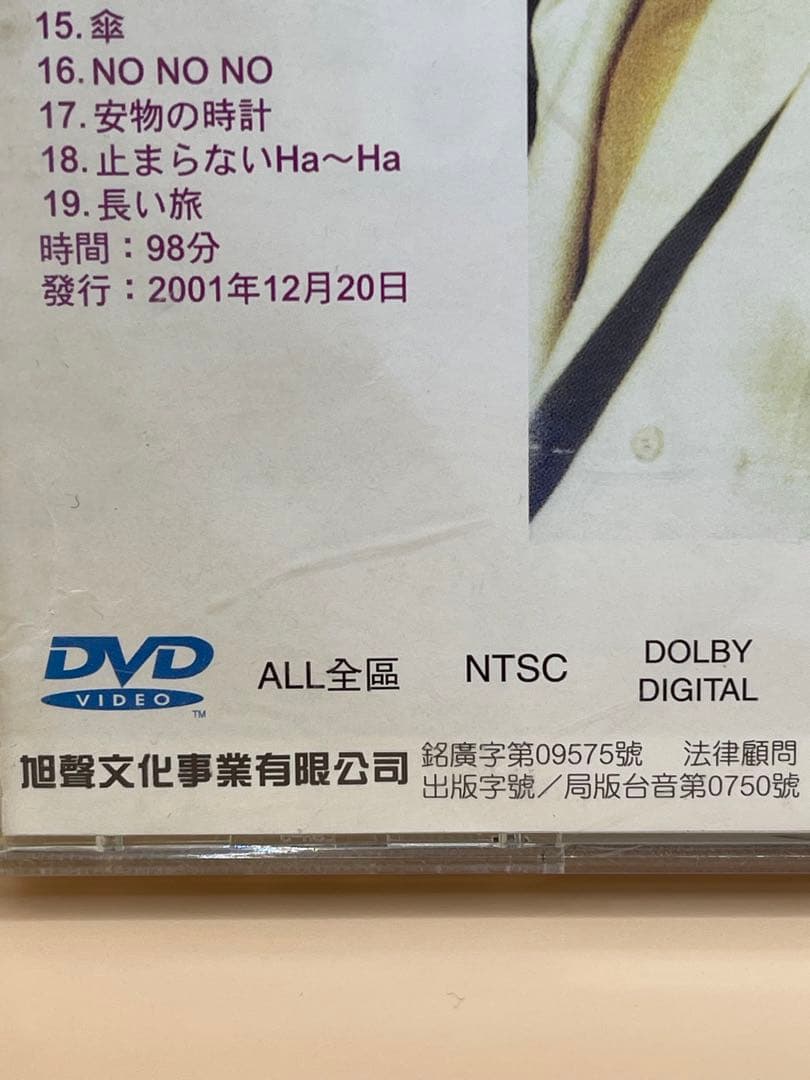 15.傘
16.NO NO NO
17.安物の時計
18.止まらないHa～Ha
19.長い旅
時間：98分
發行：2001年12月20日
DVD
VIDEO
TM
ALL全區
NTSC
DOLBY
DIGITAL
旭聲文化事業有限公司
銘廣字第09575號 法律顧問
出版字號／局版台音第0750號